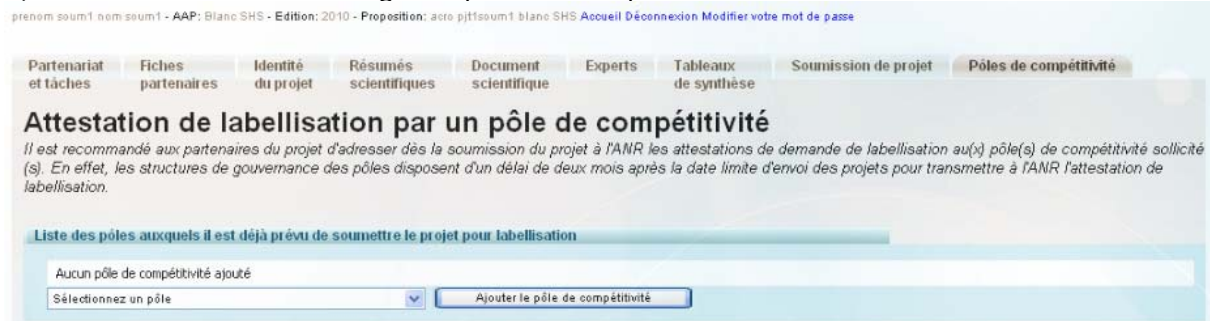 prenom soum1 nom soum1 - AAP: Blanc SHS - Edition: 2010 - Proposition: acro pjt1soum1 blanc SHS Accueil Déconnexion Modifier votre mot de passe
Partenariat et tâches Fiches partenaires Identité du projet Résumés scientifiques Document scientifique Experts Tableaux de synthèse Soumission de projet Pôles de compétitivité
Attestation de labellisation par un pôle de compétitivité
Il est recommandé aux partenaires du projet d'adresser dès la soumission du projet à l'ANR les attestations de demande de labellisation au(x) pôle(s) de compétitivité sollicité
(s). En effet, les structures de gouvernance des pôles disposent d'un délai de deux mois après la date limite d'envoi des projets pour transmettre à l'ANR l'attestation de
labellisation.
Liste des pôles auxquels il est déjà prévu de soumettre le projet pour labellisation
Aucun pôle de compétitivité ajouté
Sélectionnez un pôle Ajouter le pôle de compétitivité